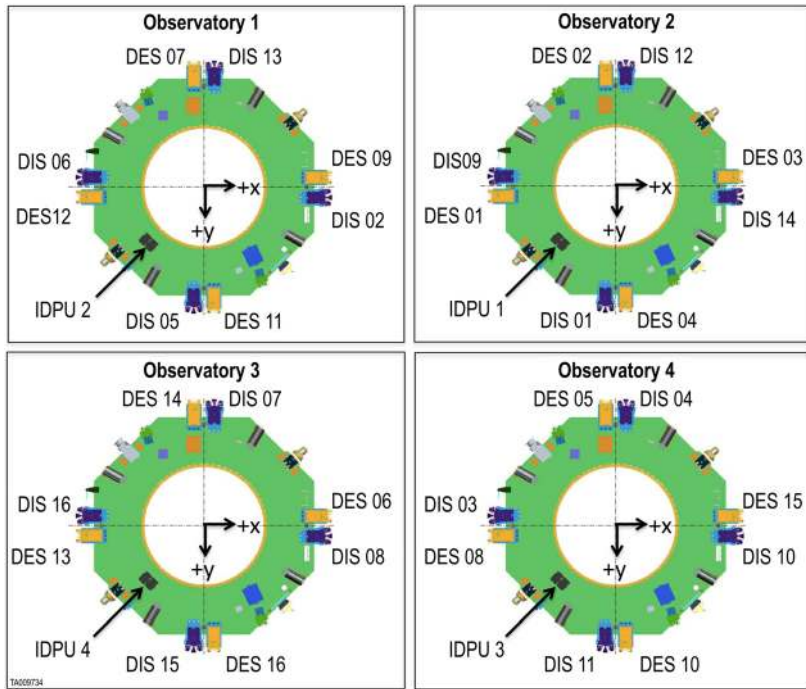 Observatory 1
DES 07 DIS 13
DIS 06
DES12
DES 09
DIS 02
+x
+y
IDPU 2
DIS 05 DES 11
Observatory 2
DES 02 DIS 12
DIS09
DES 01
DES 03
DIS 14
+x
+y
IDPU 1
DIS 01 DES 04
Observatory 3
DES 14 DIS 07
DIS 16
DES 13
DES 06
DIS 08
+x
+y
IDPU 4
DIS 15 DES 16
TA009734
Observatory 4
DES 05 DIS 04
DIS 03
DES 08
DES 15
DIS 10
+x
+y
IDPU 3
DIS 11 DES 10